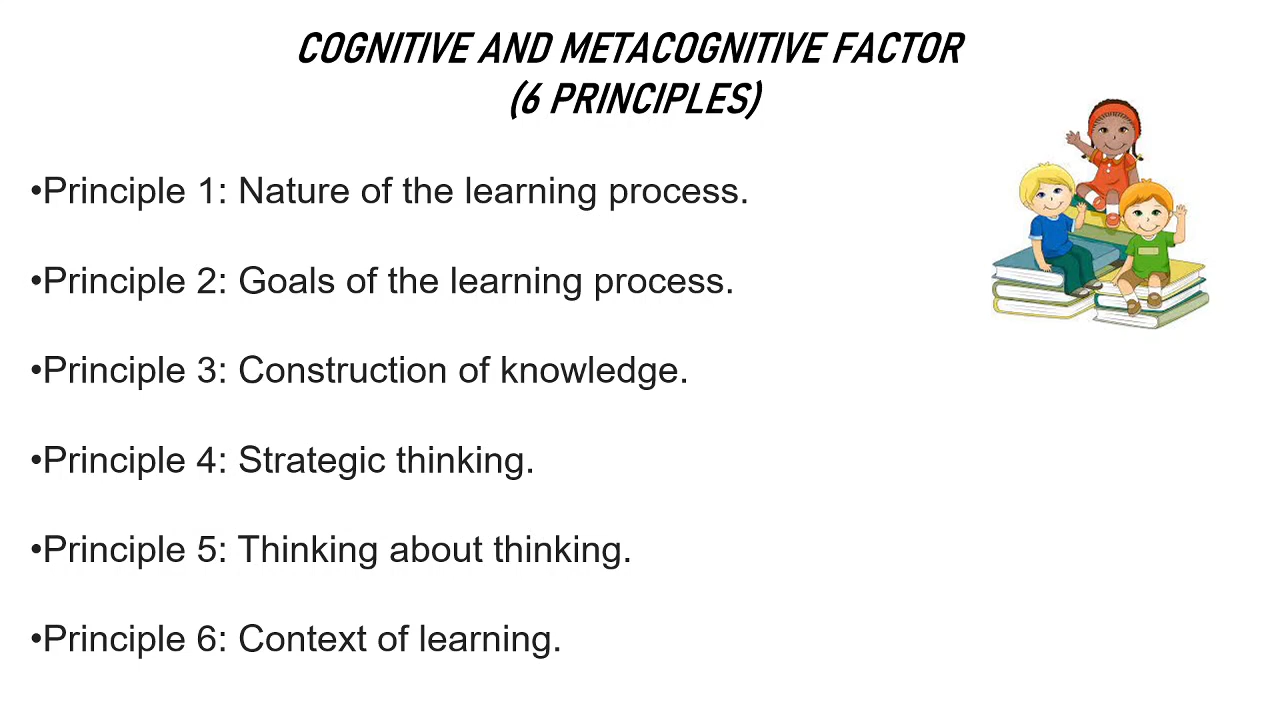 COGNITIVE AND METACOGNITIVE FACTOR
(6 PRINCIPLES)
•Principle 1: Nature of the learning process.
•Principle 2: Goals of the learning process.
•Principle 3: Construction of knowledge.
•Principle 4: Strategic thinking.
•Principle 5: Thinking about thinking.
•Principle 6: Context of learning.